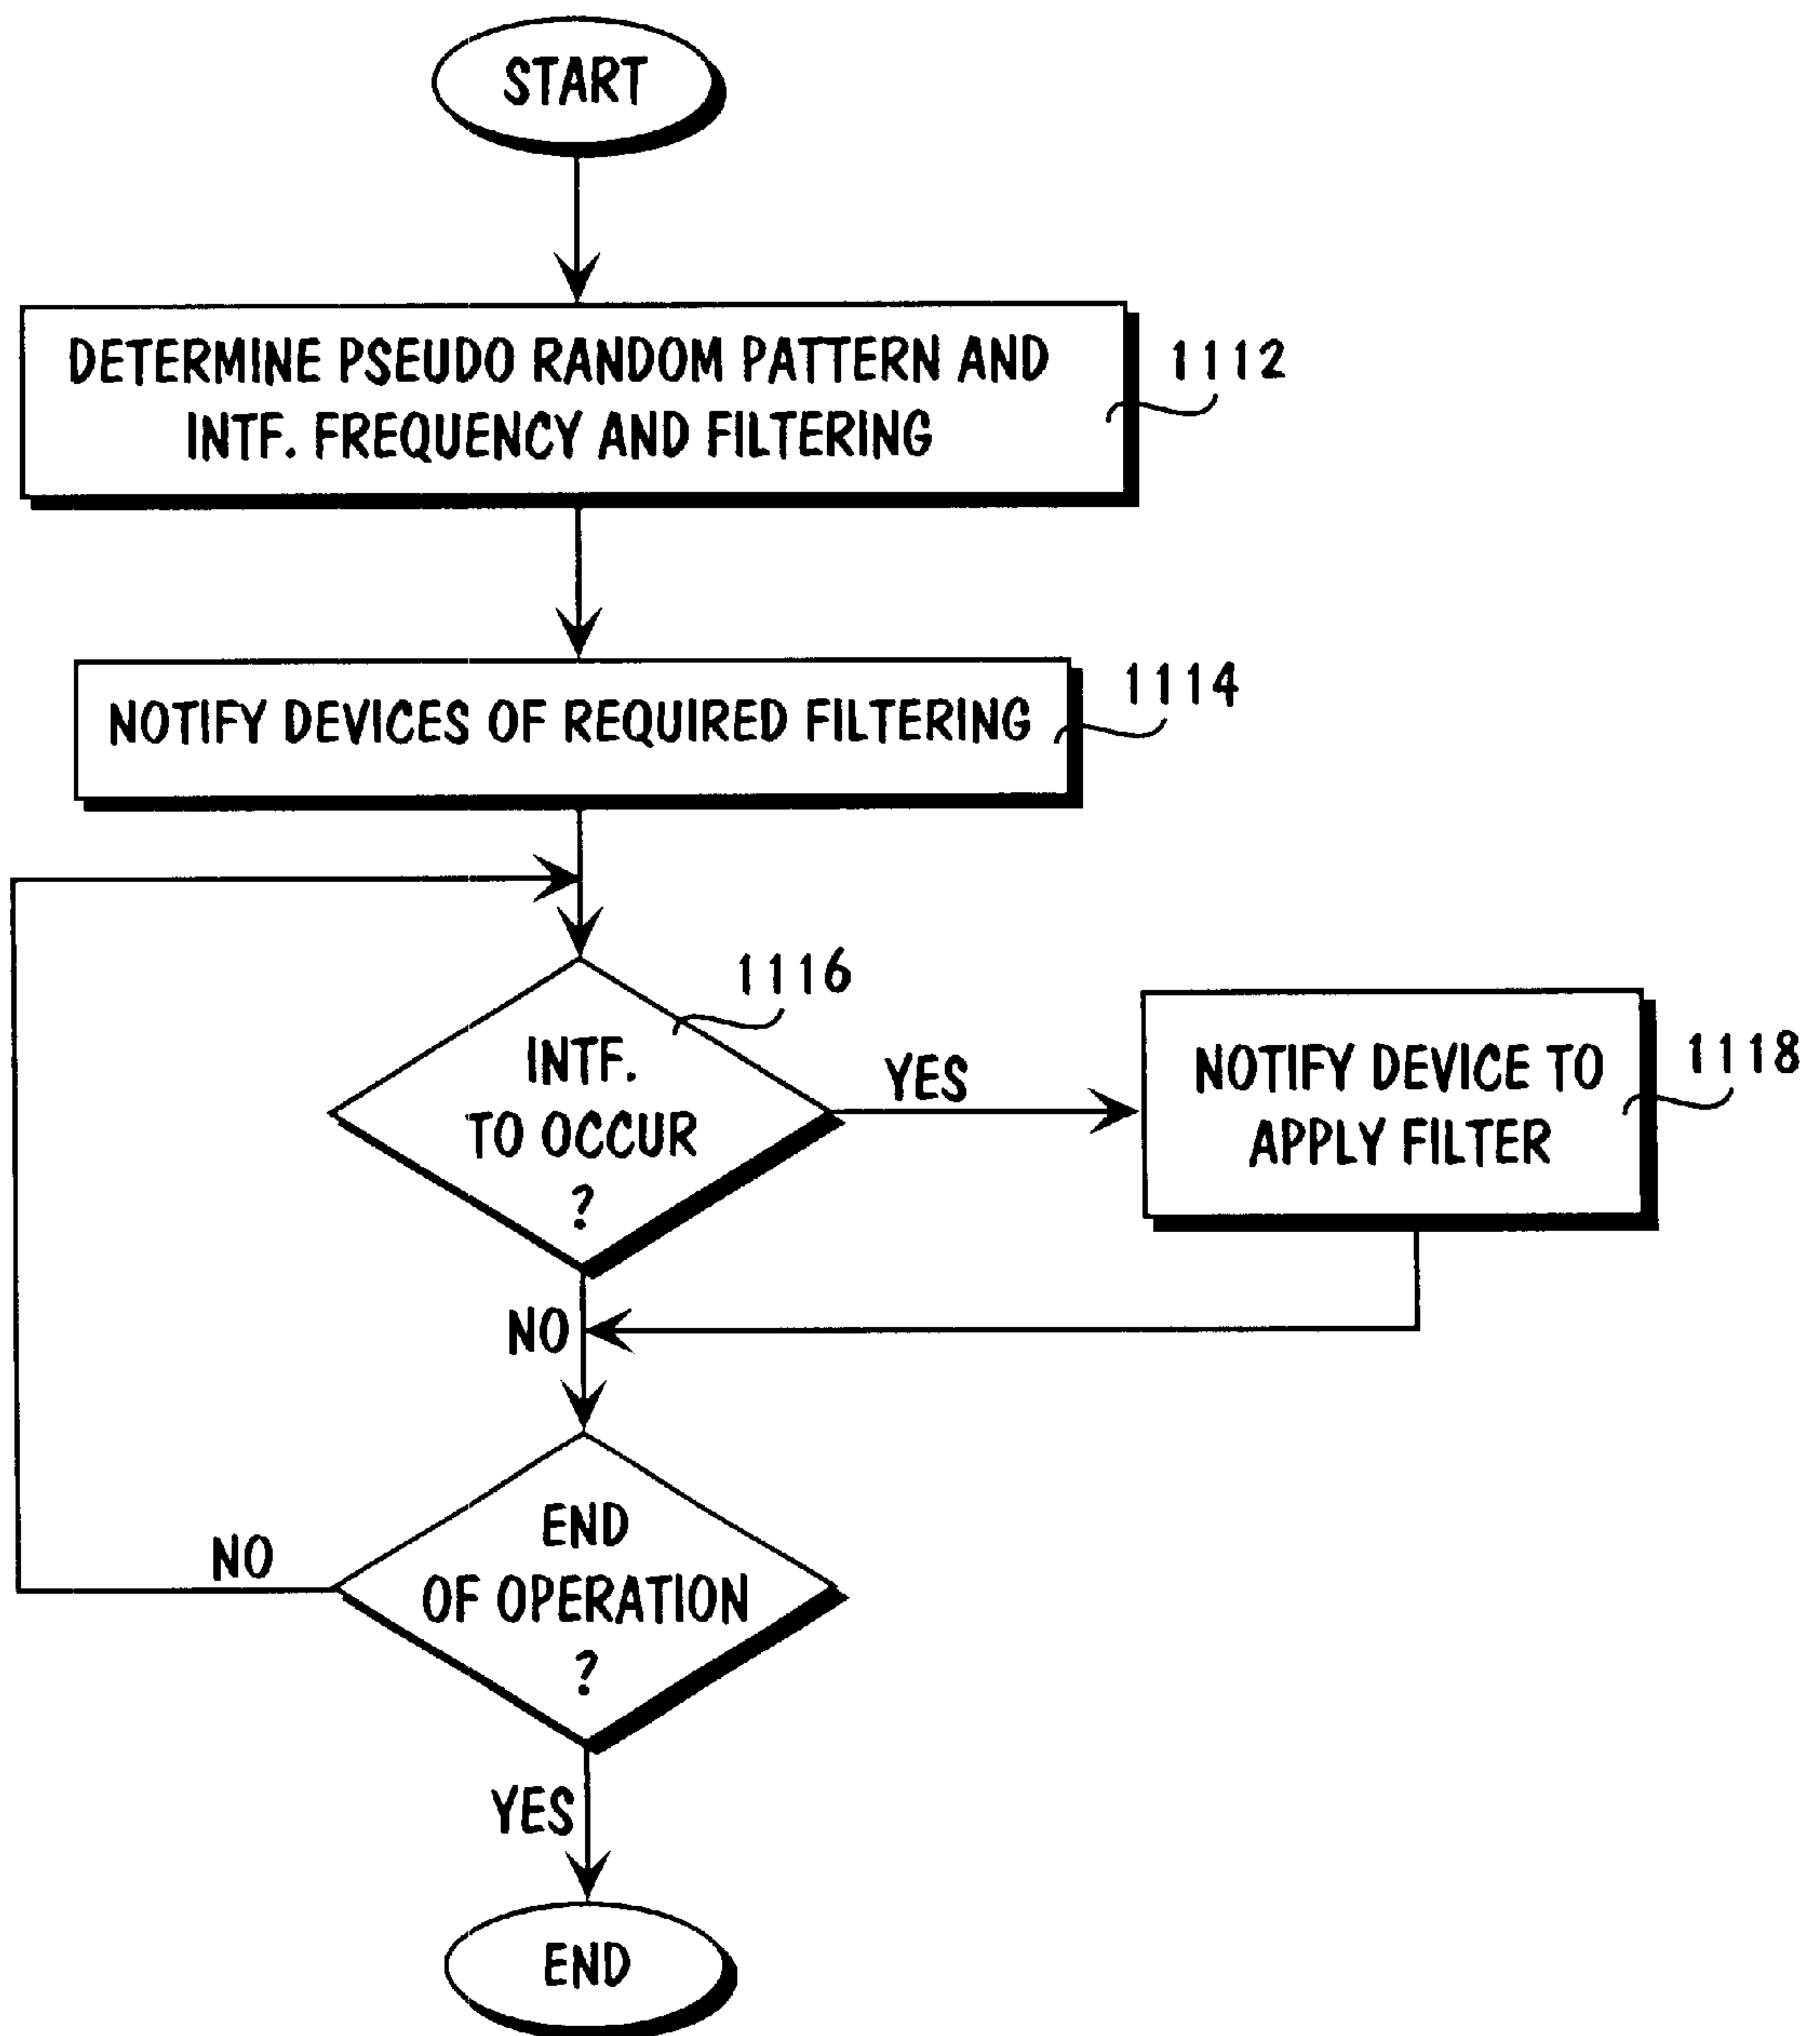 START
DETERMINE PSEUDO RANDOM PATTERN AND
INTF. FREQUENCY AND FILTERING
1112
NOTIFY DEVICES OF REQUIRED FILTERING
1114
1116
INTF.
TO OCCUR
?
YES
NOTIFY DEVICE TO
APPLY FILTER
1118
NO
END
OF OPERATION
?
NO
YES
END